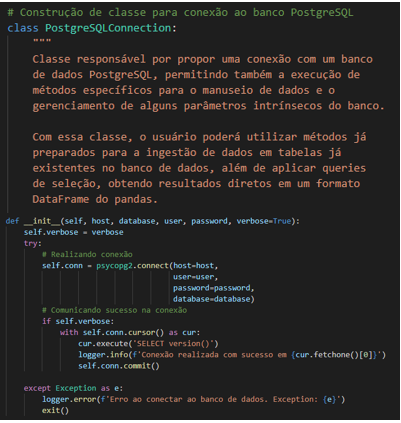 # Construção de classe para conexão ao banco PostgreSQL
class PostgreSQLConnection:
"""
Classe responsável por propor uma conexão com um banco
de dados PostgreSQL, permitindo também a execução de
métodos específicos para o manuseio de dados e o
gerenciamento de alguns parâmetros intrínsecos do banco.
Com essa classe, o usuário poderá utilizar métodos já
preparados para a ingestão de dados em tabelas já
existentes no banco de dados, além de aplicar queries
de seleção, obtendo resultados diretos em um formato
DataFrame do pandas.
def __init__(self, host, database, user, password, verbose=True):
self.verbose = verbose
try:
# Realizando conexão
self.conn = psycopg2.connect(host=host,
user=user,
password=password,
database=database)
# Comunicando sucesso na conexão
if self.verbose:
with self.conn.cursor() as cur:
cur.execute('SELECT version()')
logger.info(f'Conexão realizada com sucesso em {cur.fetchone()[0]}')
self.conn.commit()
except Exception as e:
logger.error(f'Erro ao conectar ao banco de dados. Exception: {e}')
exit()